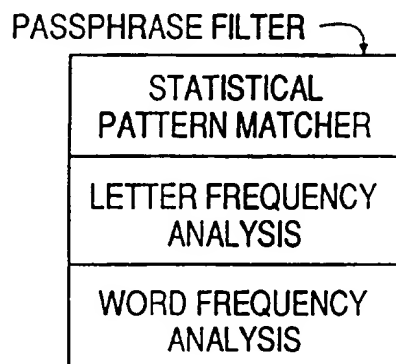 PASSPHRASE FILTER
STATISTICAL
PATTERN MATCHER
LETTER FREQUENCY
ANALYSIS
WORD FREQUENCY
ANALYSIS